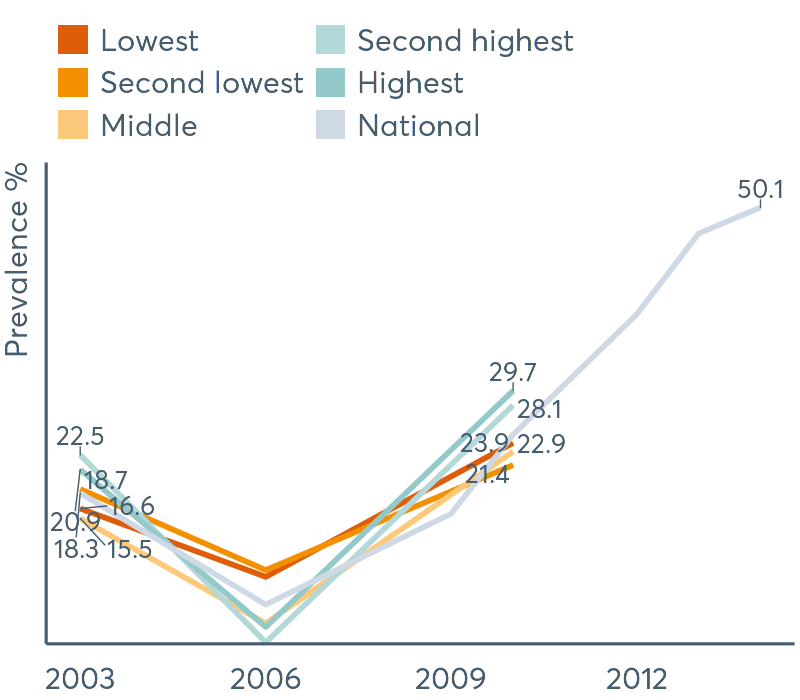 Lowest
Second lowest
Middle
Second highest
Highest
National
Prevalence %
50.1
29.7
28.1
23.9
22.9
21.4
22.5
18.7
16.6
20.9
18.3
15.5
2003
2006
2009
2012